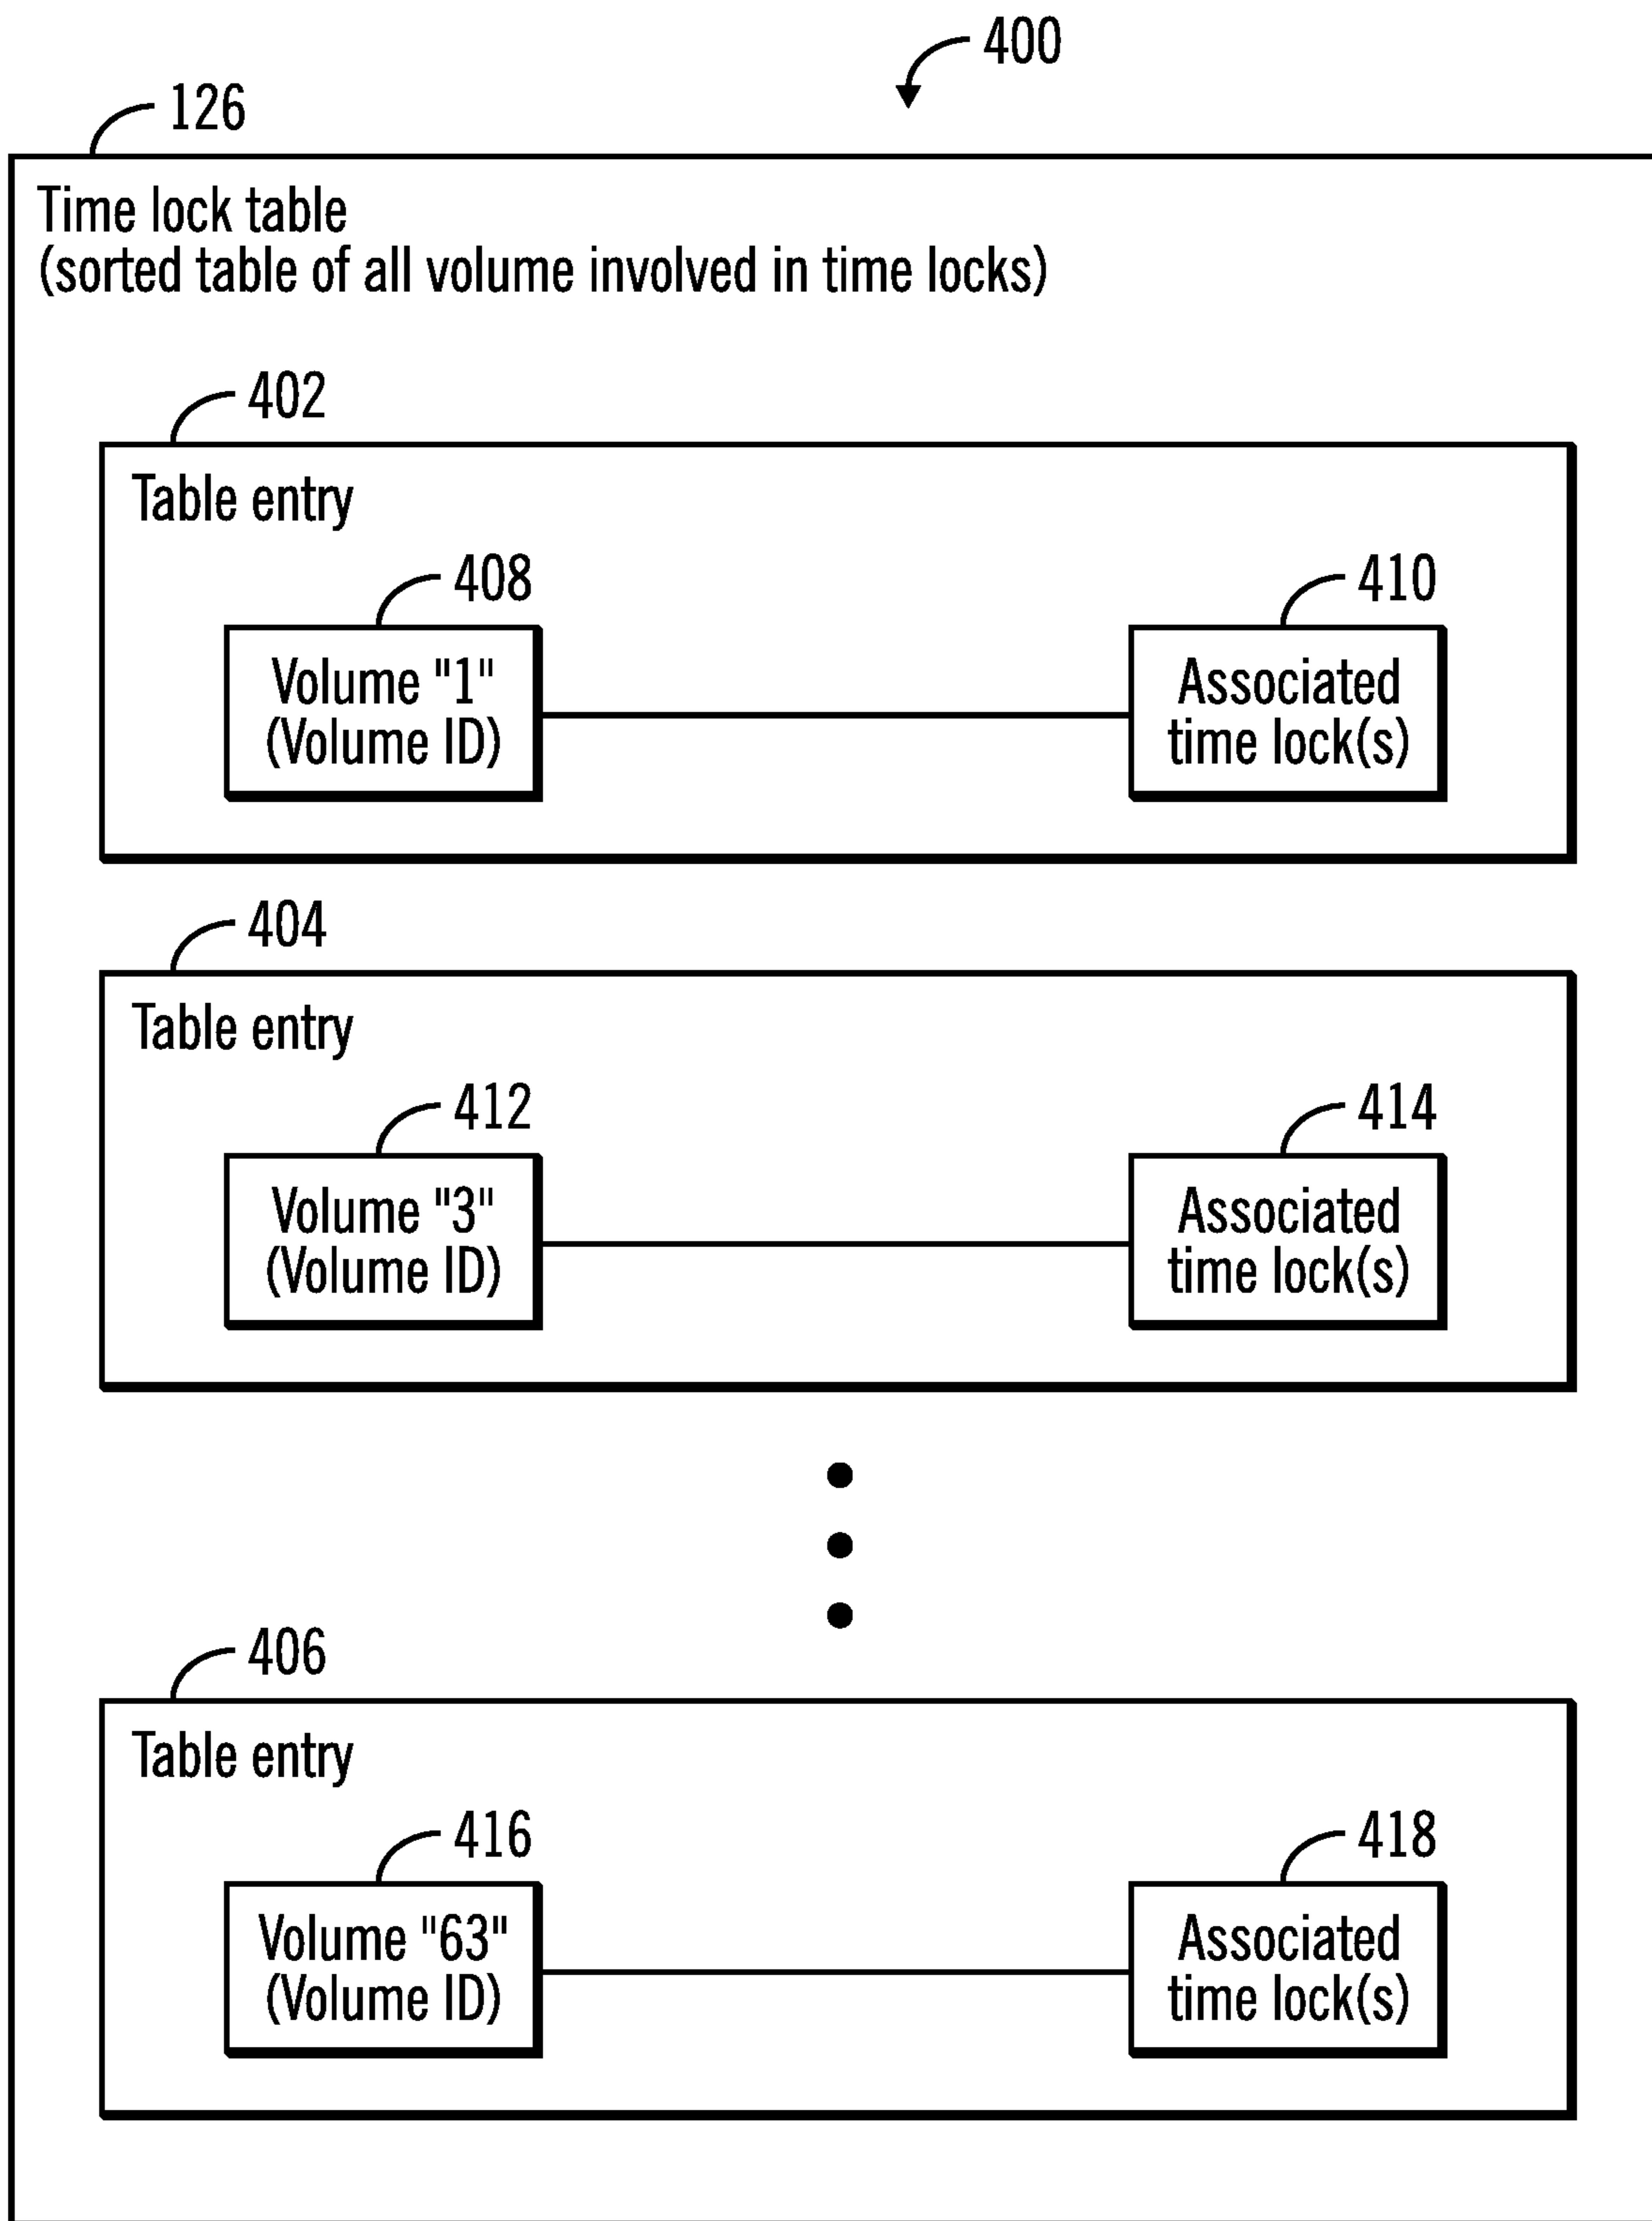 400
126
Time lock table
(sorted table of all volume involved in time locks)
402
Table entry
408
410
Volume "1"
(Volume ID)
Associated
time lock(s)
404
Table entry
412
414
Volume "3"
(Volume ID)
Associated
time lock(s)
406
Table entry
416
418
Volume "63"
(Volume ID)
Associated
time lock(s)